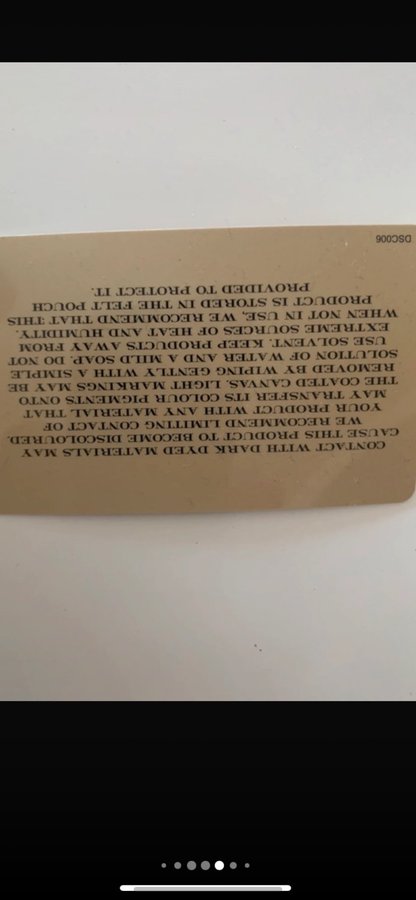 CONTACT WITH DARK DYED MATERIALS MAY
CAUSE THIS PRODUCT TO BECOME DISCOLOURED.
WE RECOMMEND LIMITING CONTACT OF
YOUR PRODUCT WITH ANY MATERIAL THAT
MAY TRANSFER ITS COLOUR PIGMENTS ONTO
THE COATED CANVAS. LIGHT MARKINGS MAY BE
REMOVED BY WIPING GENTLY WITH A SIMPLE
SOLUTION OF WATER AND A MILD SOAP. DO NOT
USE SOLVENT. KEEP PRODUCTS AWAY FROM
EXTREME SOURCES OF HEAT AND HUMIDITY.
WHEN NOT IN USE, WE RECOMMEND THAT THIS
PRODUCT IS STORED IN THE FELT POUCH
PROVIDED TO PROTECT IT.
DSC006